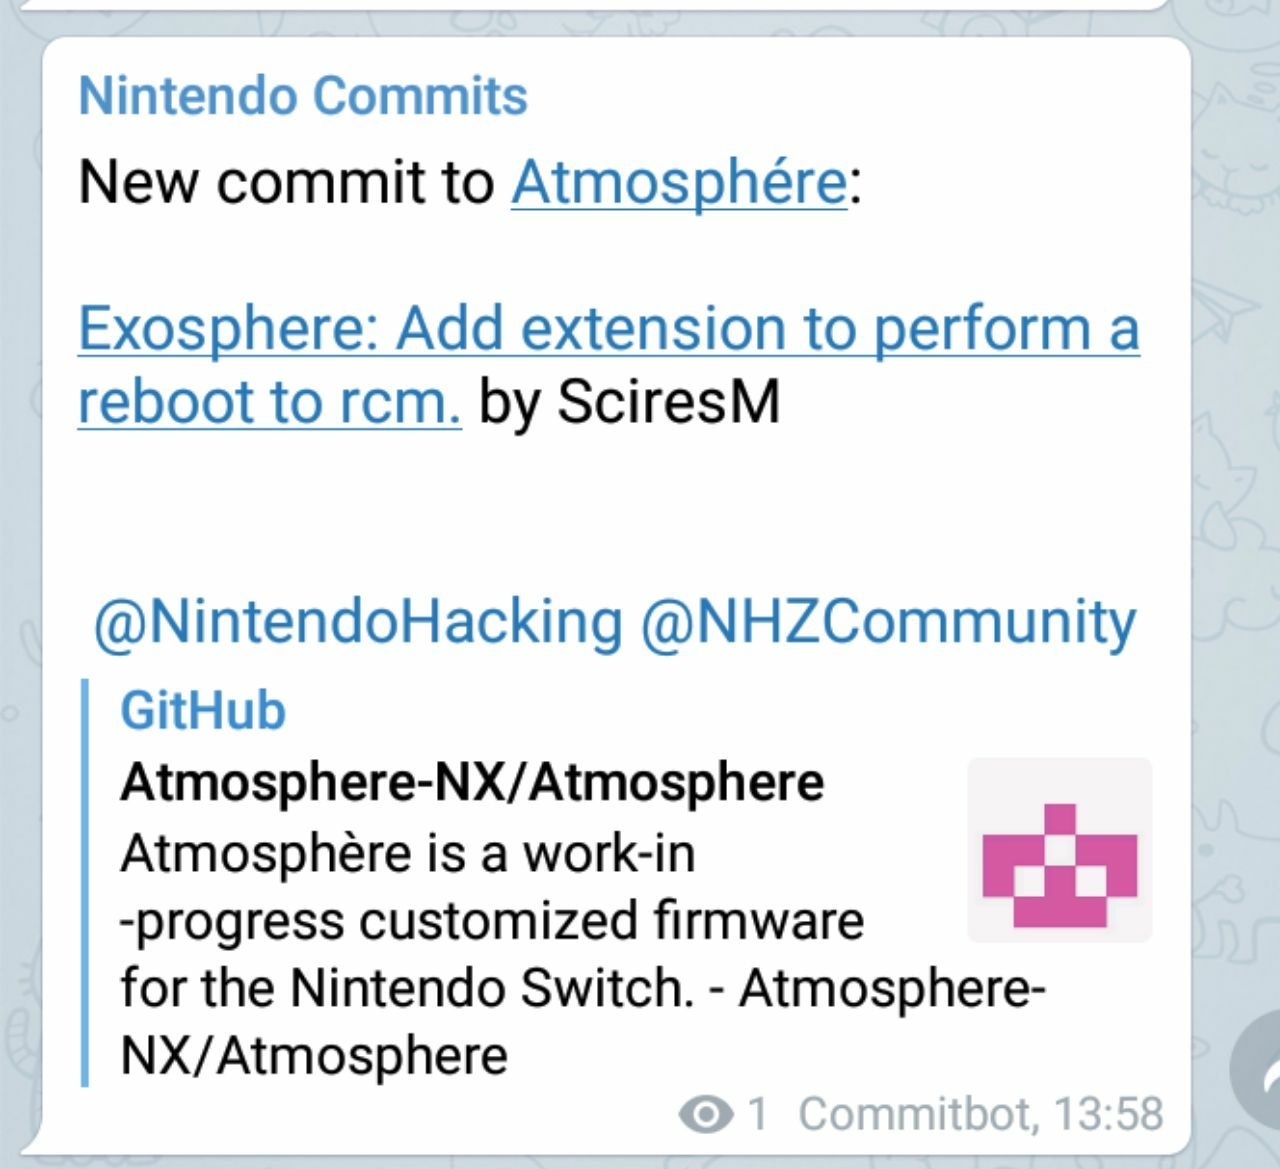 Nintendo Commits
New commit to Atmosphére:
Exosphere: Add extension to perform a
reboot to rcm. by SciresM
@NintendoHacking @NHZCommunity
GitHub
Atmosphere-NX/Atmosphere
Atmosphère is a work-in
-progress customized firmware
for the Nintendo Switch. - Atmosphere-
NX/Atmosphere
1 Commitbot, 13:58